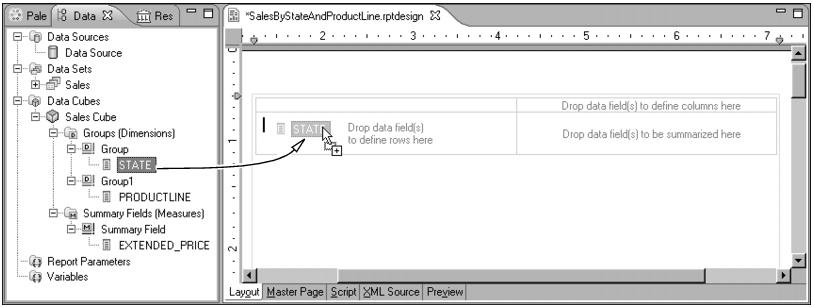 Pale Data Res
*SalesByStateAndProductLine.rptdesign
Data Sources
Data Source
Data Sets
Sales
Data Cubes
Sales Cube
Groups (Dimensions)
Group
STATE
Group1
PRODUCTLINE
Summary Fields (Measures)
Summary Field
EXTENDED_PRICE
Report Parameters
Variables
2 3 4 5 6 7
0
1
2
Drop data field(s) to define columns here
STATE
Drop data field(s)
to define rows here
Drop data field(s) to be summarized here
Layout Master Page Script XML Source Preview